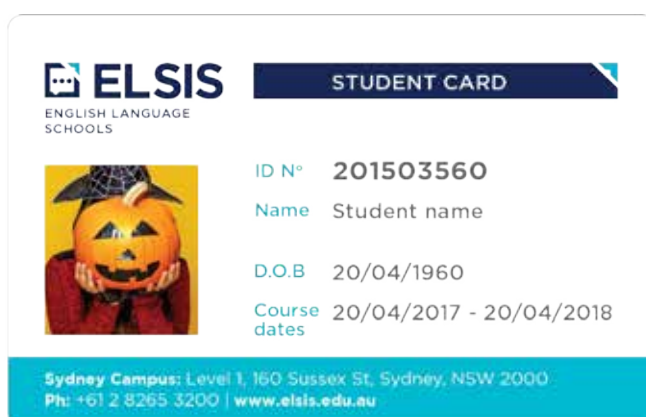 ELSIS
ENGLISH LANGUAGE
SCHOOLS
STUDENT CARD
ID Nº 201503560
Name Student name
D.O.B 20/04/1960
Course dates 20/04/2017 - 20/04/2018
Sydney Campus: Level 1, 160 Sussex St, Sydney, NSW 2000
Ph: +61 2 8265 3200 | www.elsis.edu.au